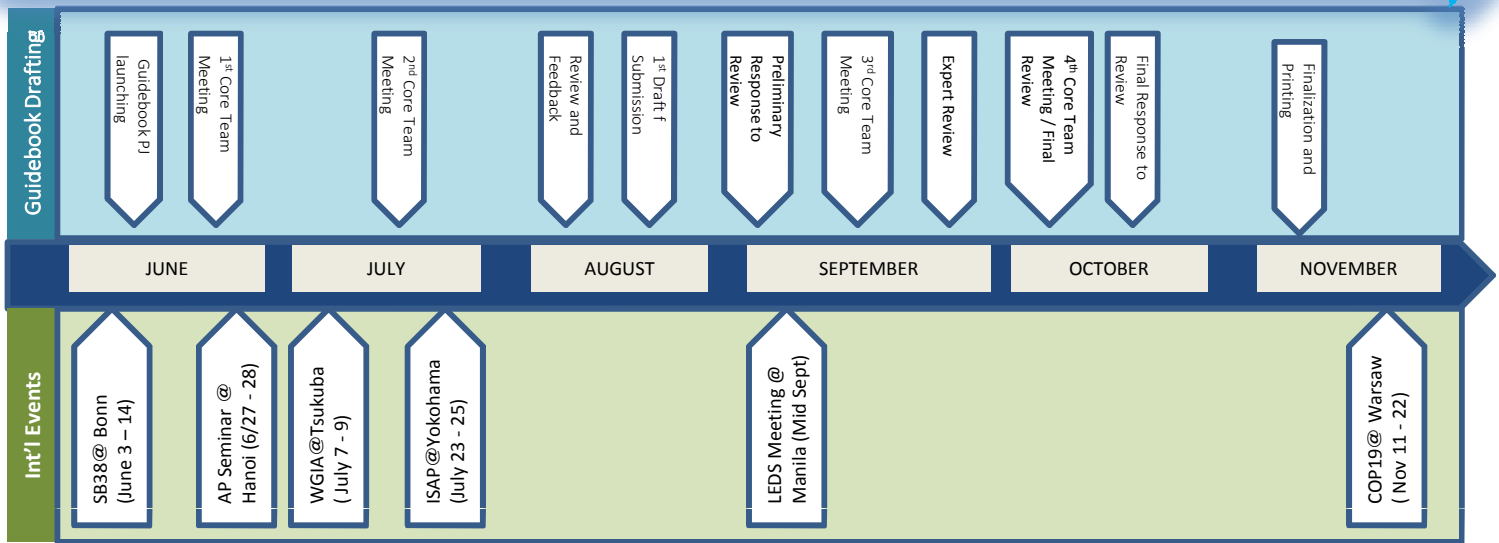 Guidebook Drafting
Guidebook PJ
launching
1st Core Team
Meeting
2nd Core Team
Meeting
Review and
Feedback
1st Draft f
Submission
Preliminary
Response to
Review
3rd Core Team
Meeting
Expert Review
4th Core Team
Meeting / Final
Review
Final Response to
Review
Finalization and
Printing
JUNE
JULY
AUGUST
SEPTEMBER
OCTOBER
NOVEMBER
Int'l Events
SB38@ Bonn
(June 3 – 14)
AP Seminar @
Hanoi (6/27 - 28)
WGIA@Tsukuba
( July 7 - 9)
ISAP@Yokohama
(July 23 - 25)
LEDS Meeting @
Manila (Mid Sept)
COP19@ Warsaw
( Nov 11 - 22)